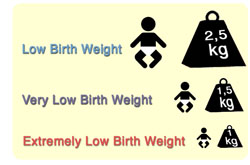 Low Birth Weight 2,5 kg
Very Low Birth Weight 1,5 kg
Extremely Low Birth Weight 1 kg